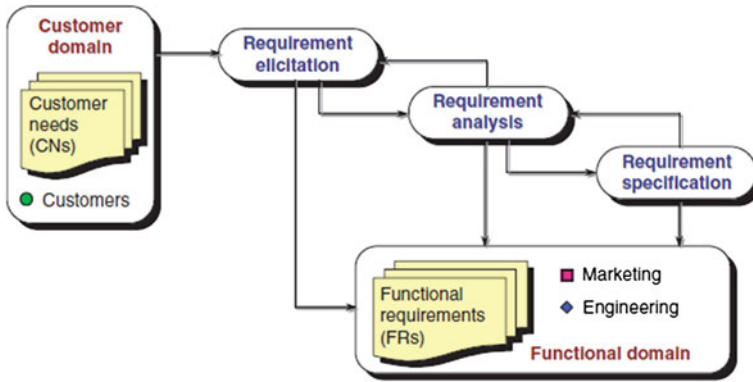 Customer
domain
Customer
needs
(CNs)
Customers
Requirement
elicitation
Requirement
analysis
Requirement
specification
Functional
requirements
(FRs)
Marketing
Engineering
Functional domain